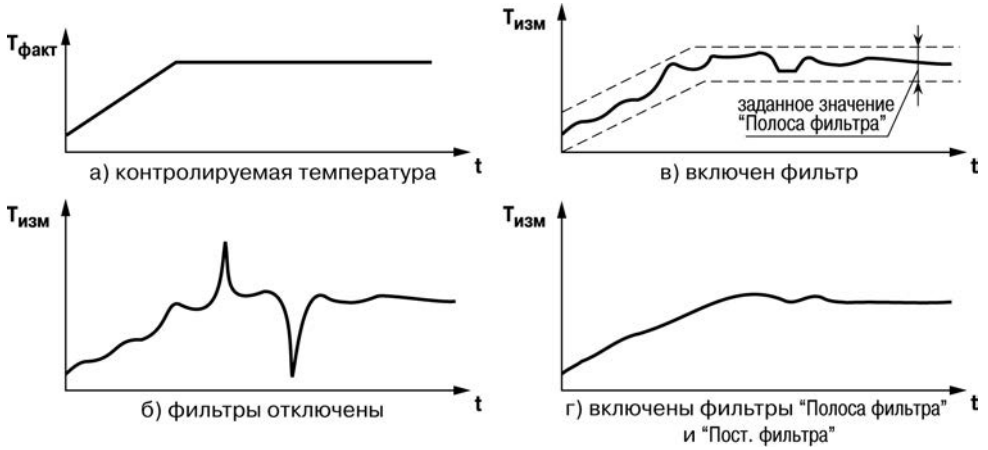 Tфакт
t
а) контролируемая температура
Tизм
заданное значение
“Полоса фильтра”
t
в) включен фильтр
Tизм
t
б) фильтры отключены
Tизм
t
г) включены фильтры “Полоса фильтра”
и “Пост. фильтра”